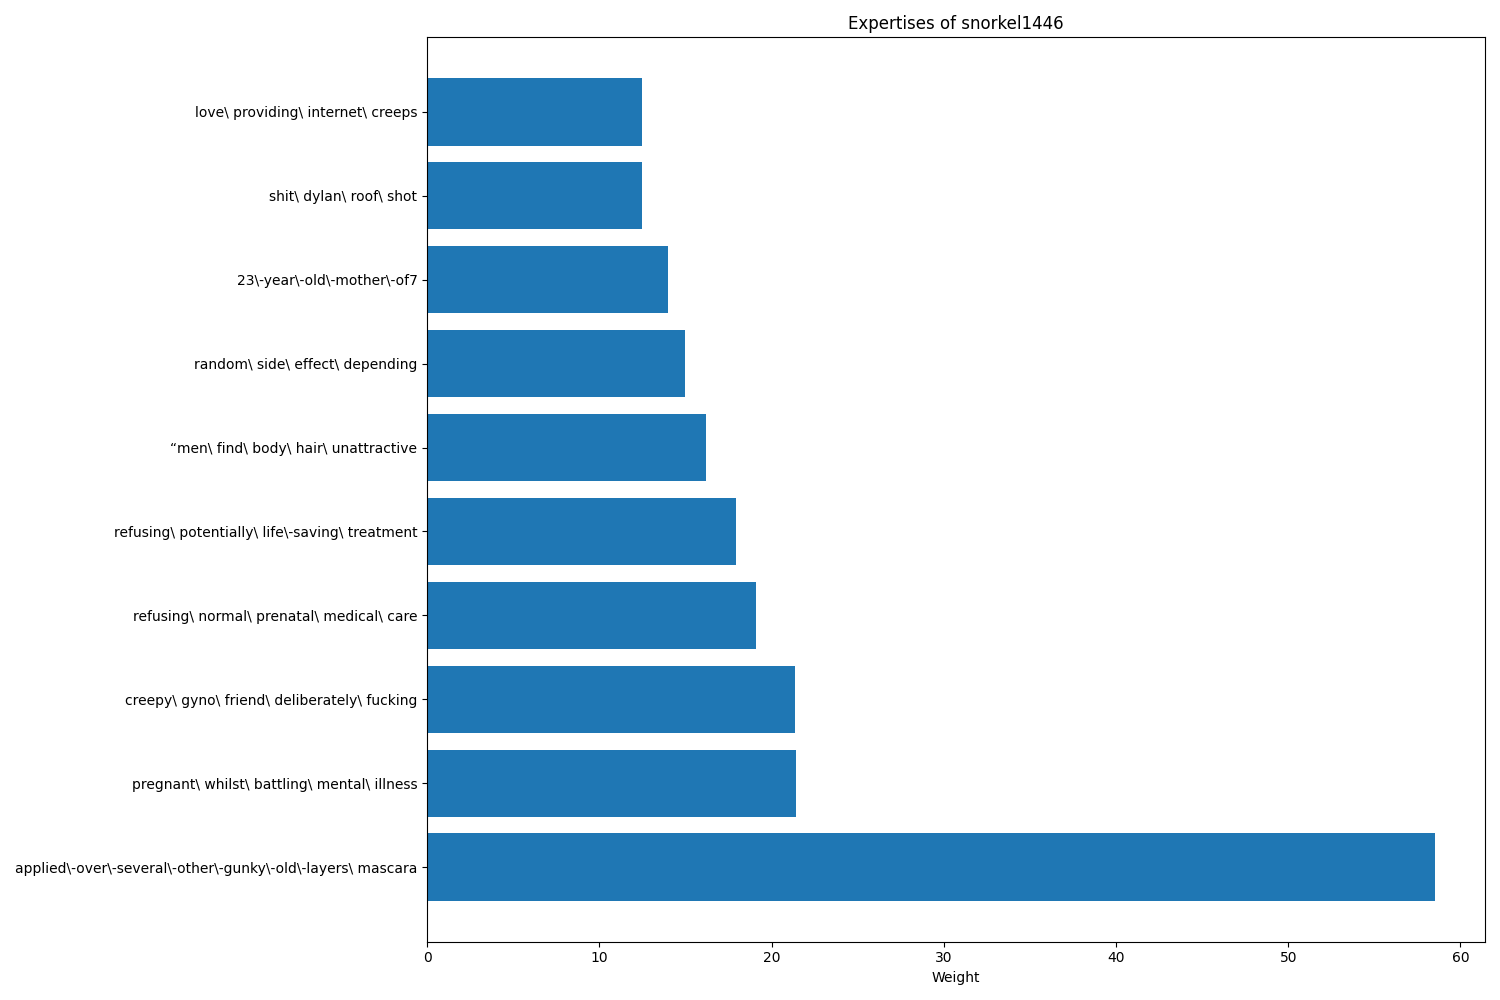 Expertises of snorkel1446
love\ providing\ internet\ creeps
shit\ dylan\ roof\ shot
23\-year\-old\-mother\-of7
random\ side\ effect\ depending
“men\ find\ body\ hair\ unattractive
refusing\ potentially\ life\-saving\ treatment
refusing\ normal\ prenatal\ medical\ care
creepy\ gyno\ friend\ deliberately\ fucking
pregnant\ whilst\ battling\ mental\ illness
applied\-over\-several\-other\-gunky\-old\-layers\ mascara
0 10 20 30 40 50 60
Weight